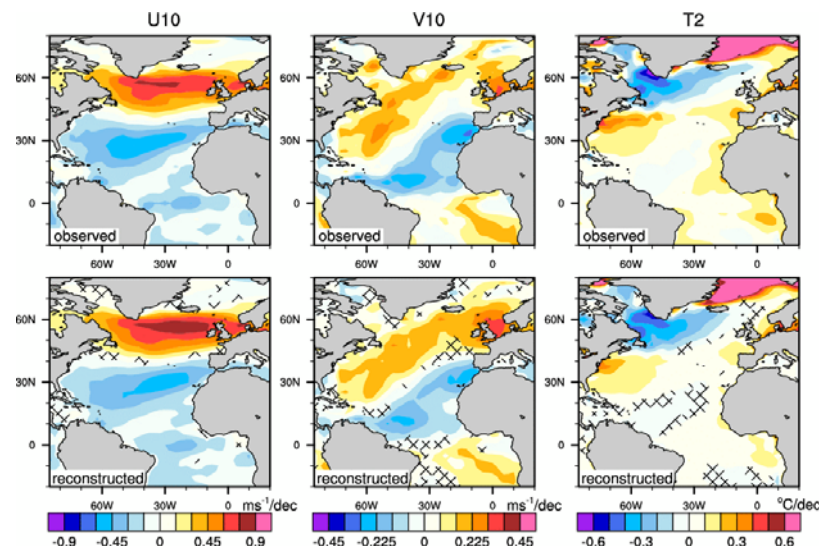 U10 V10 T2
60N 60N 60N
30N 30N 30N
0 0 0
observed observed observed
60W 30W 0 60W 30W 0 60W 30W 0
60N 60N 60N
30N 30N 30N
0 0 0
reconstructed reconstructed reconstructed
60W 30W 0 60W 30W 0 60W 30W 0
ms⁻¹/dec ms⁻¹/dec °C/dec
-0.9 -0.45 0 0.45 0.9 -0.45 -0.225 0 0.225 0.45 -0.6 -0.3 0 0.3 0.6